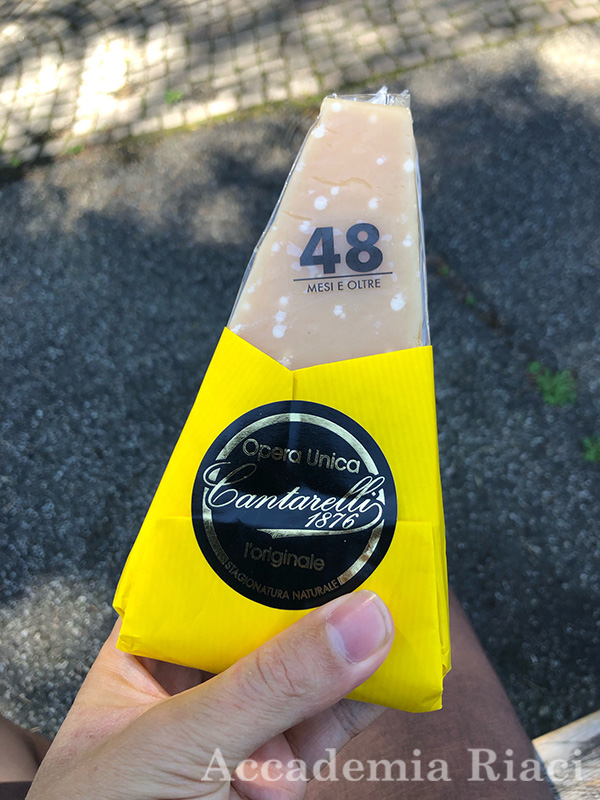 48
MESI E OLTRE
Opera Unica
Cantarelli
1876
l'originale
STAGIONATURA NATURALE
Accademia Riaci